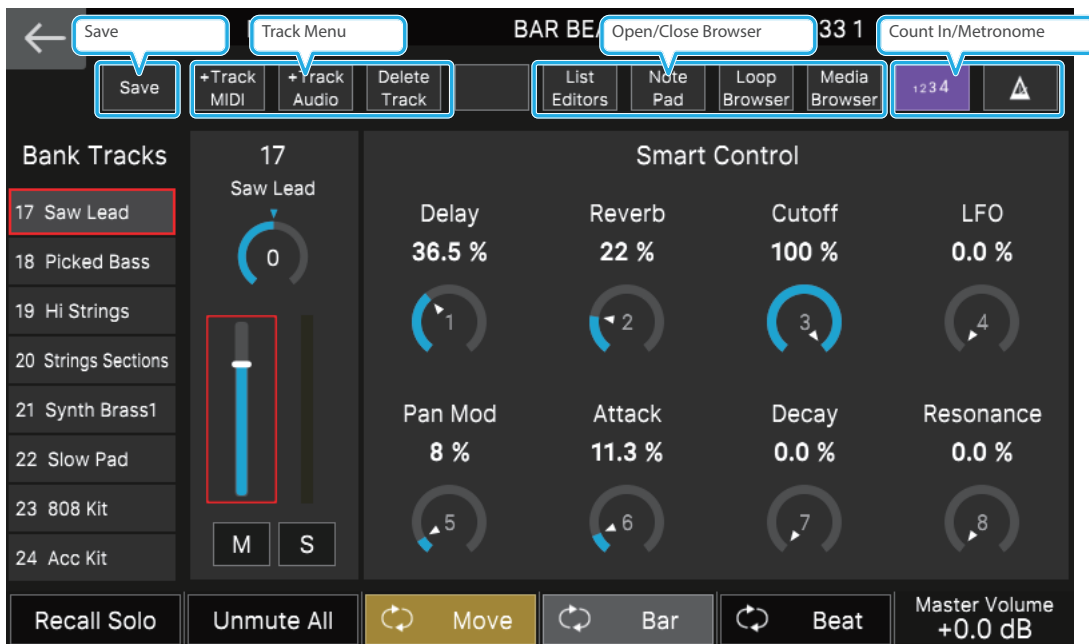 Save
Track Menu
BAR BEA
Open/Close Browser
33 1
Count In/Metronome
Save
+Track
MIDI
+Track
Audio
Delete
Track
List
Editors
Note
Pad
Loop
Browser
Media
Browser
1234
Bank Tracks
17
Saw Lead
Smart Control
17 Saw Lead
18 Picked Bass
19 Hi Strings
20 Strings Sections
21 Synth Brass1
22 Slow Pad
23 808 Kit
24 Acc Kit
0
M
S
Delay
36.5 %
1
Reverb
22 %
2
Cutoff
100 %
3
LFO
0.0 %
4
Pan Mod
8 %
5
Attack
11.3 %
6
Decay
0.0 %
7
Resonance
0.0 %
8
Recall Solo
Unmute All
Move
Bar
Beat
Master Volume
+0.0 dB